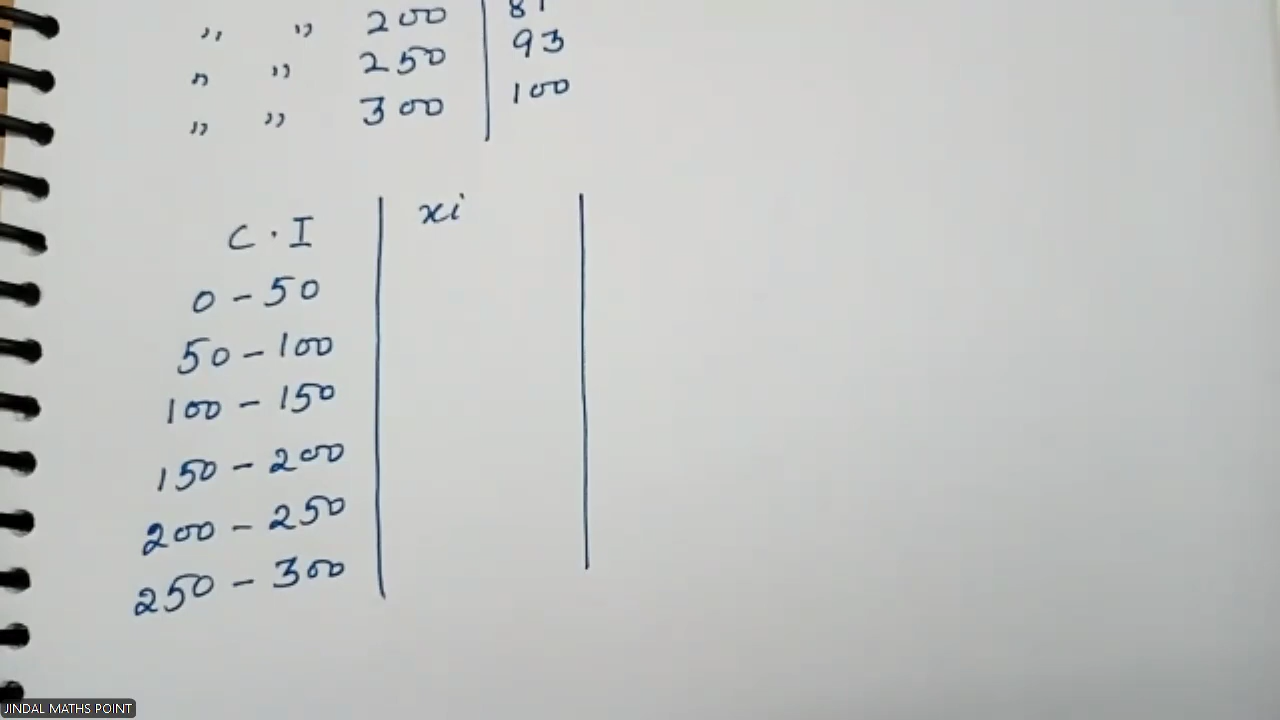 ,, ,, 200
,, ,, 250 93
,, ,, 300 100
C.I xi
0 - 50
50 - 100
100 - 150
150 - 200
200 - 250
250 - 300
JINDAL MATHS POINT